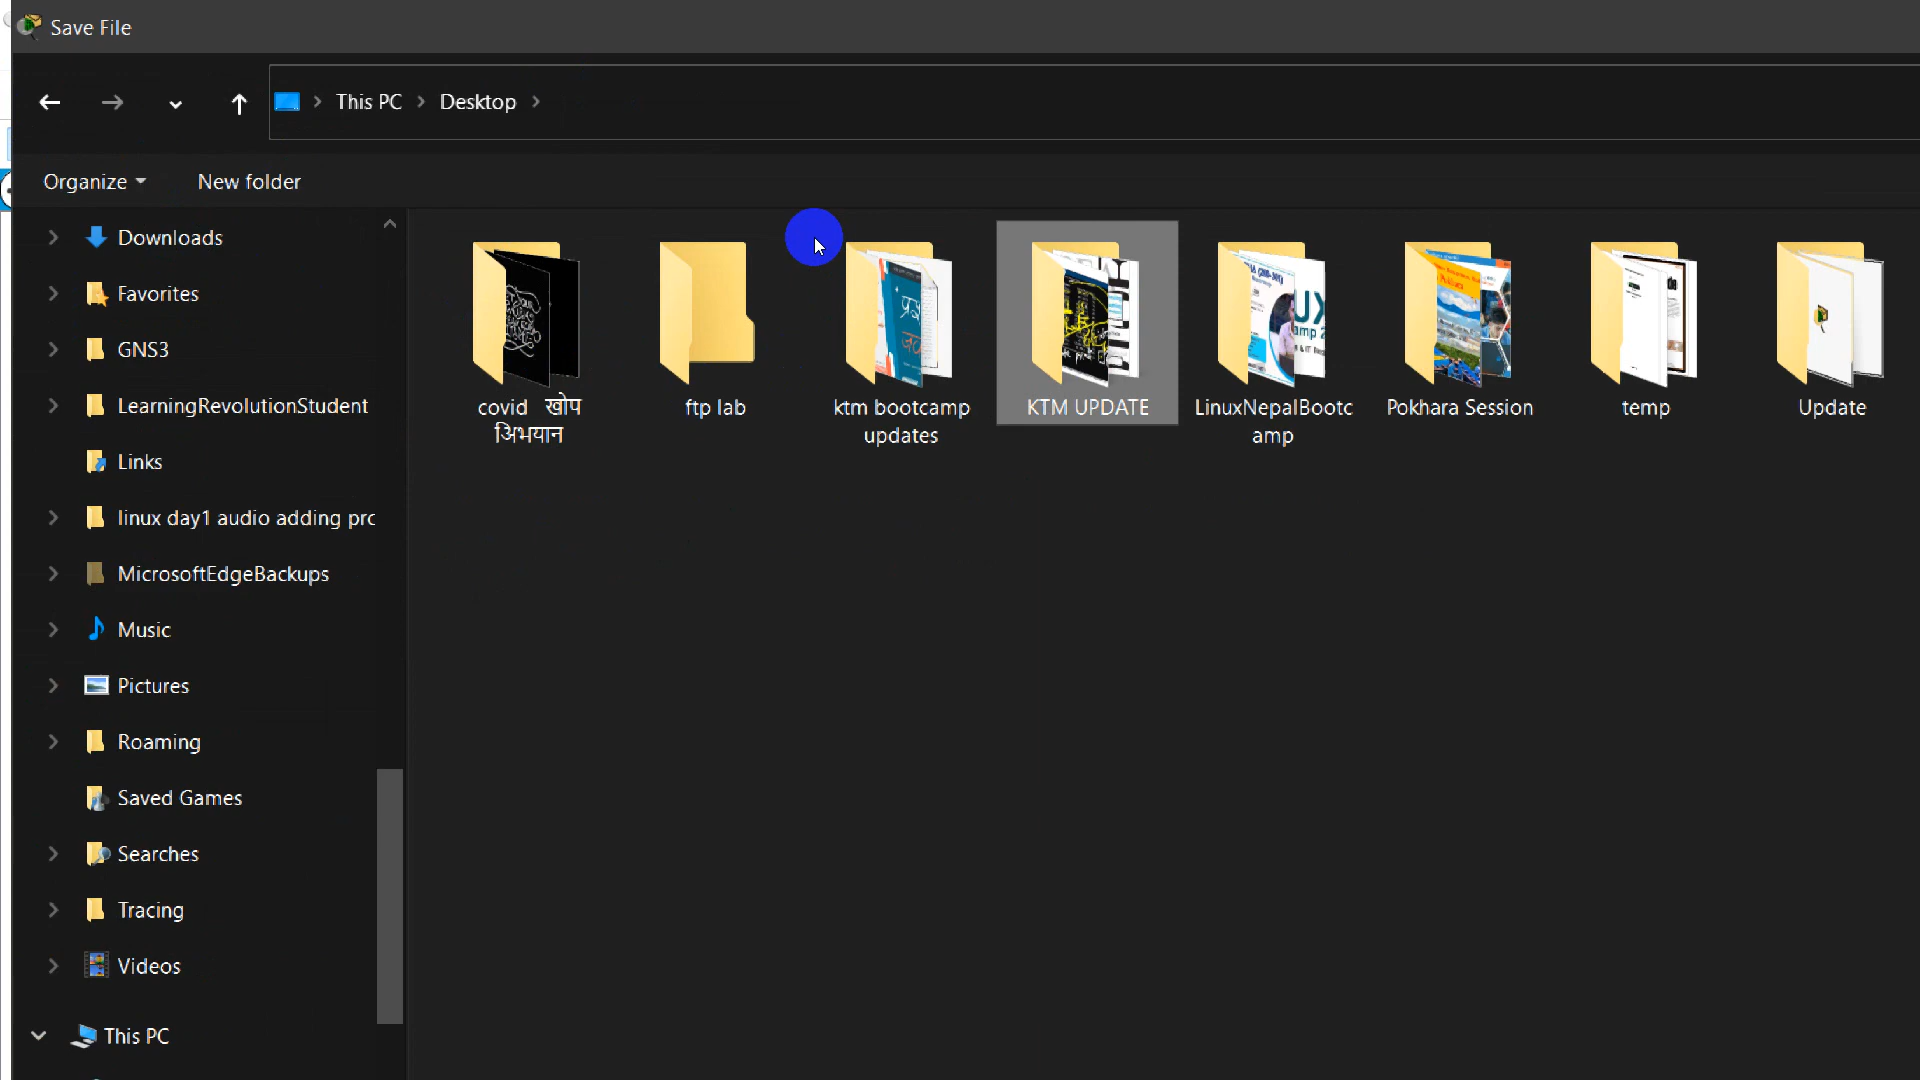 Save File
This PC
Desktop
Organize
New folder
Downloads
Favorites
GNS3
LearningRevolutionStudent
Links
linux day1 audio adding prc
MicrosoftEdgeBackups
Music
Pictures
Roaming
Saved Games
Searches
Tracing
Videos
This PC
covid खोप
अिभयान
ftp lab
ktm bootcamp
updates
KTM UPDATE
LinuxNepalBootc
amp
Pokhara Session
temp
Update